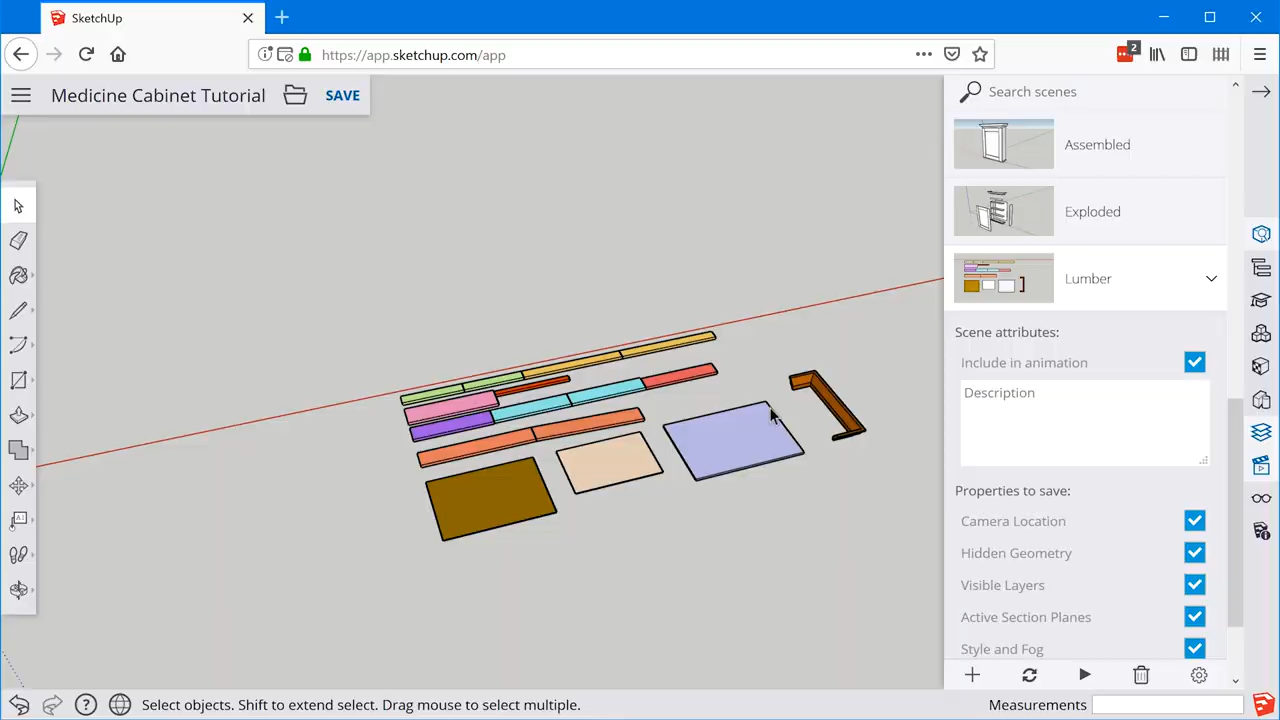 SketchUp
https://app.sketchup.com/app
2
Medicine Cabinet Tutorial
SAVE
Search scenes
Assembled
Exploded
Lumber
Scene attributes:
Include in animation
Description
Properties to save:
Camera Location
Hidden Geometry
Visible Layers
Active Section Planes
Style and Fog
Select objects. Shift to extend select. Drag mouse to select multiple.
Measurements